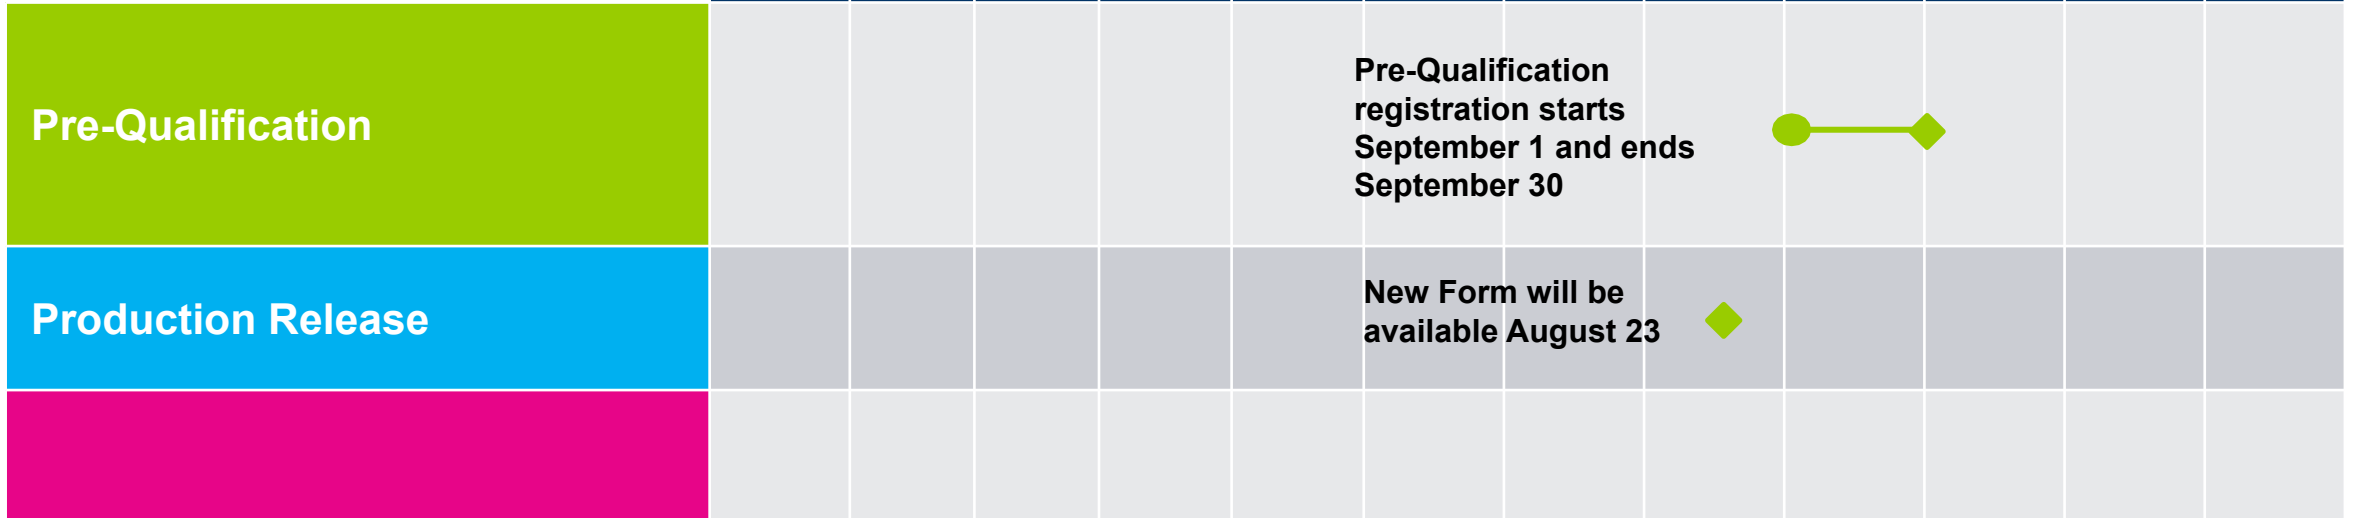 Pre-Qualification
Pre-Qualification
registration starts
September 1 and ends
September 30
Production Release
New Form will be
available August 23